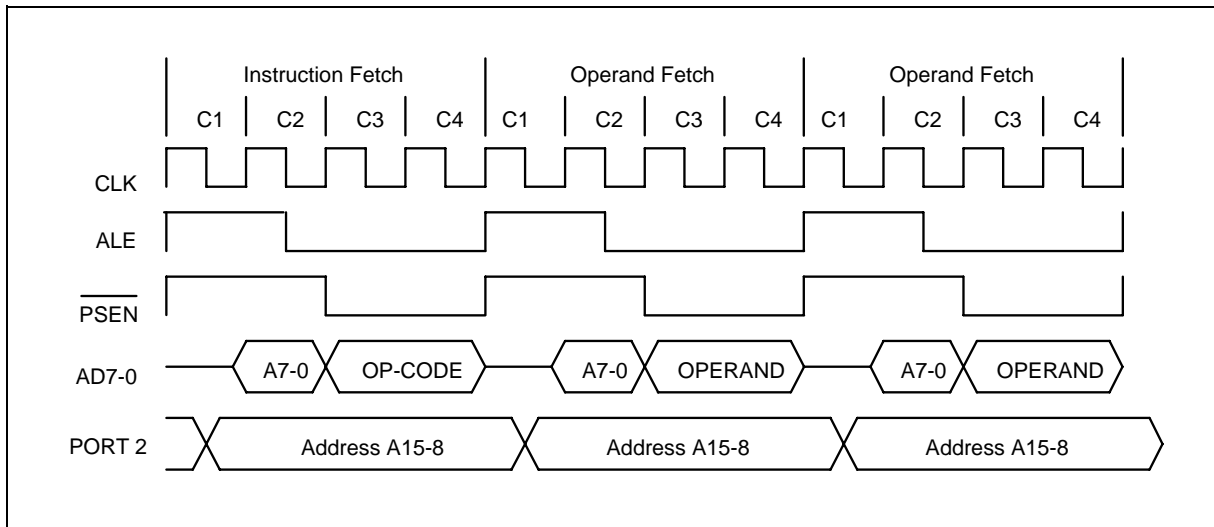 Instruction Fetch Operand Fetch Operand Fetch
C1 C2 C3 C4 C1 C2 C3 C4 C1 C2 C3 C4
CLK
ALE
PSEN
AD7-0 A7-0 OP-CODE A7-0 OPERAND A7-0 OPERAND
PORT 2 Address A15-8 Address A15-8 Address A15-8